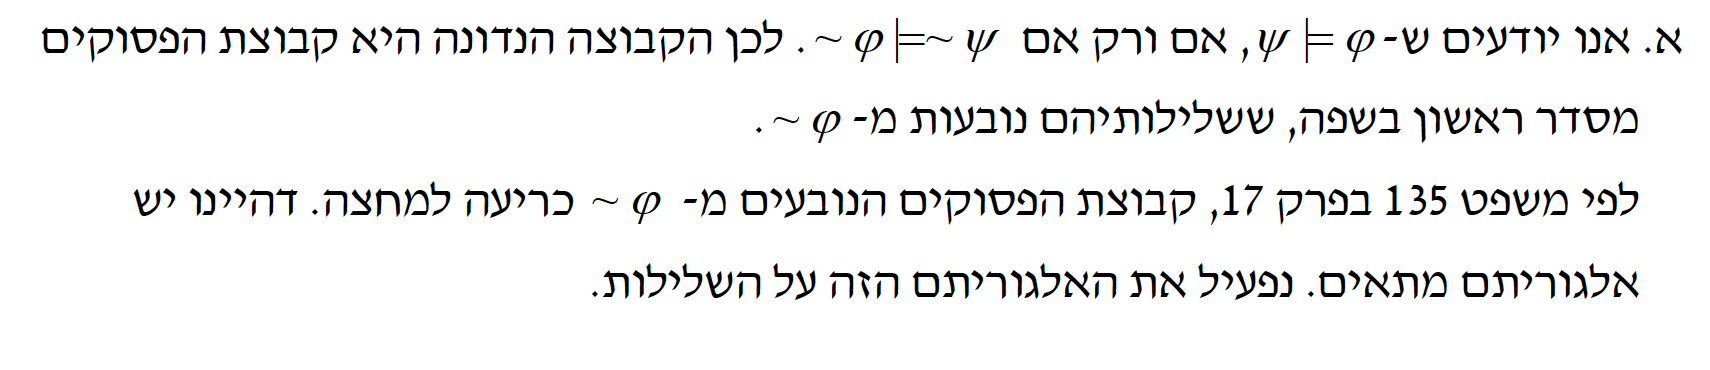 א. אנו יודעים ש- ψ ⊨ φ, אם ורק אם ~φ ⊨ ~ψ. לכן הקבוצה הנדונה היא קבוצת הפסוקים
מסדר ראשון בשפה, ששלילותיהם נובעות מ- ~φ.
לפי משפט 135 בפרק 17, קבוצת הפסוקים הנובעים מ- ~φ כריעה למחצה. דהיינו יש
אלגוריתם מתאים. נפעיל את האלגוריתם הזה על השלילות.